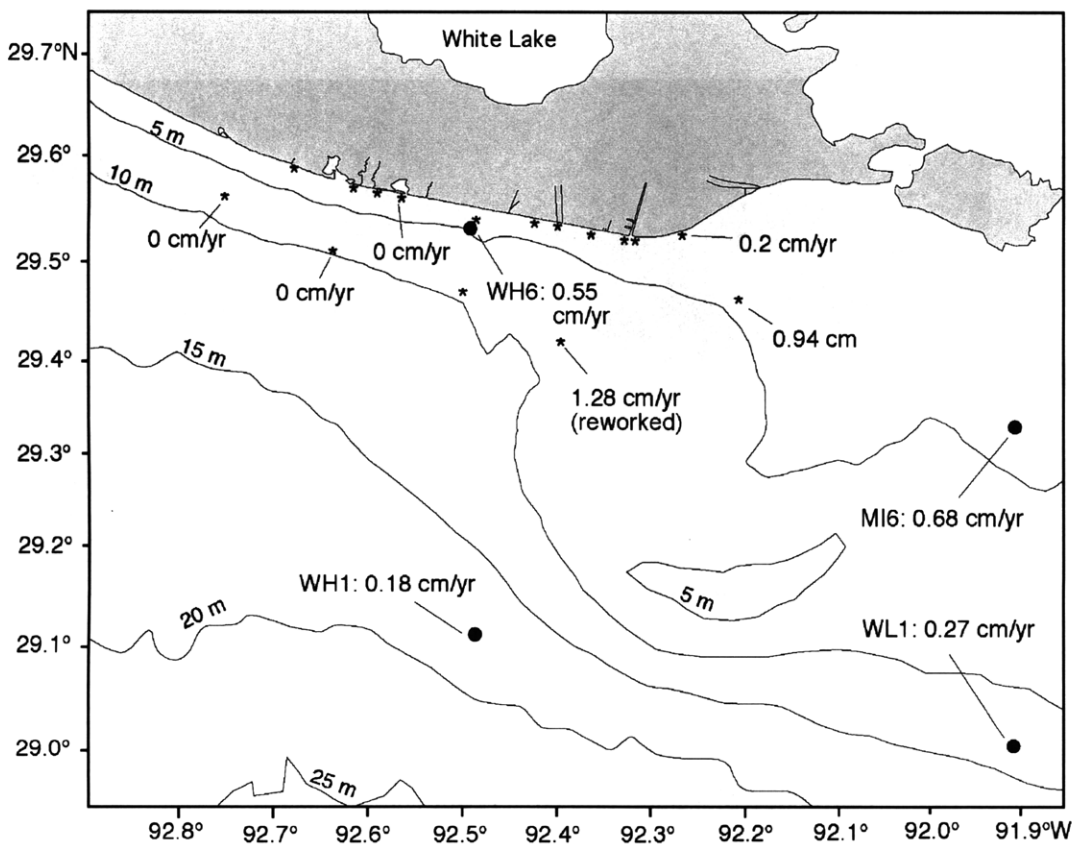 White Lake
29.7°N
5 m
29.6°
10 m
0 cm/yr
0 cm/yr
0.2 cm/yr
29.5°
0 cm/yr
WH6: 0.55
cm/yr
0.94 cm
15 m
29.4°
1.28 cm/yr
(reworked)
29.3°
MI6: 0.68 cm/yr
29.2°
WH1: 0.18 cm/yr
5 m
20 m
WL1: 0.27 cm/yr
29.1°
29.0°
25 m
92.8° 92.7° 92.6° 92.5° 92.4° 92.3° 92.2° 92.1° 92.0° 91.9°W